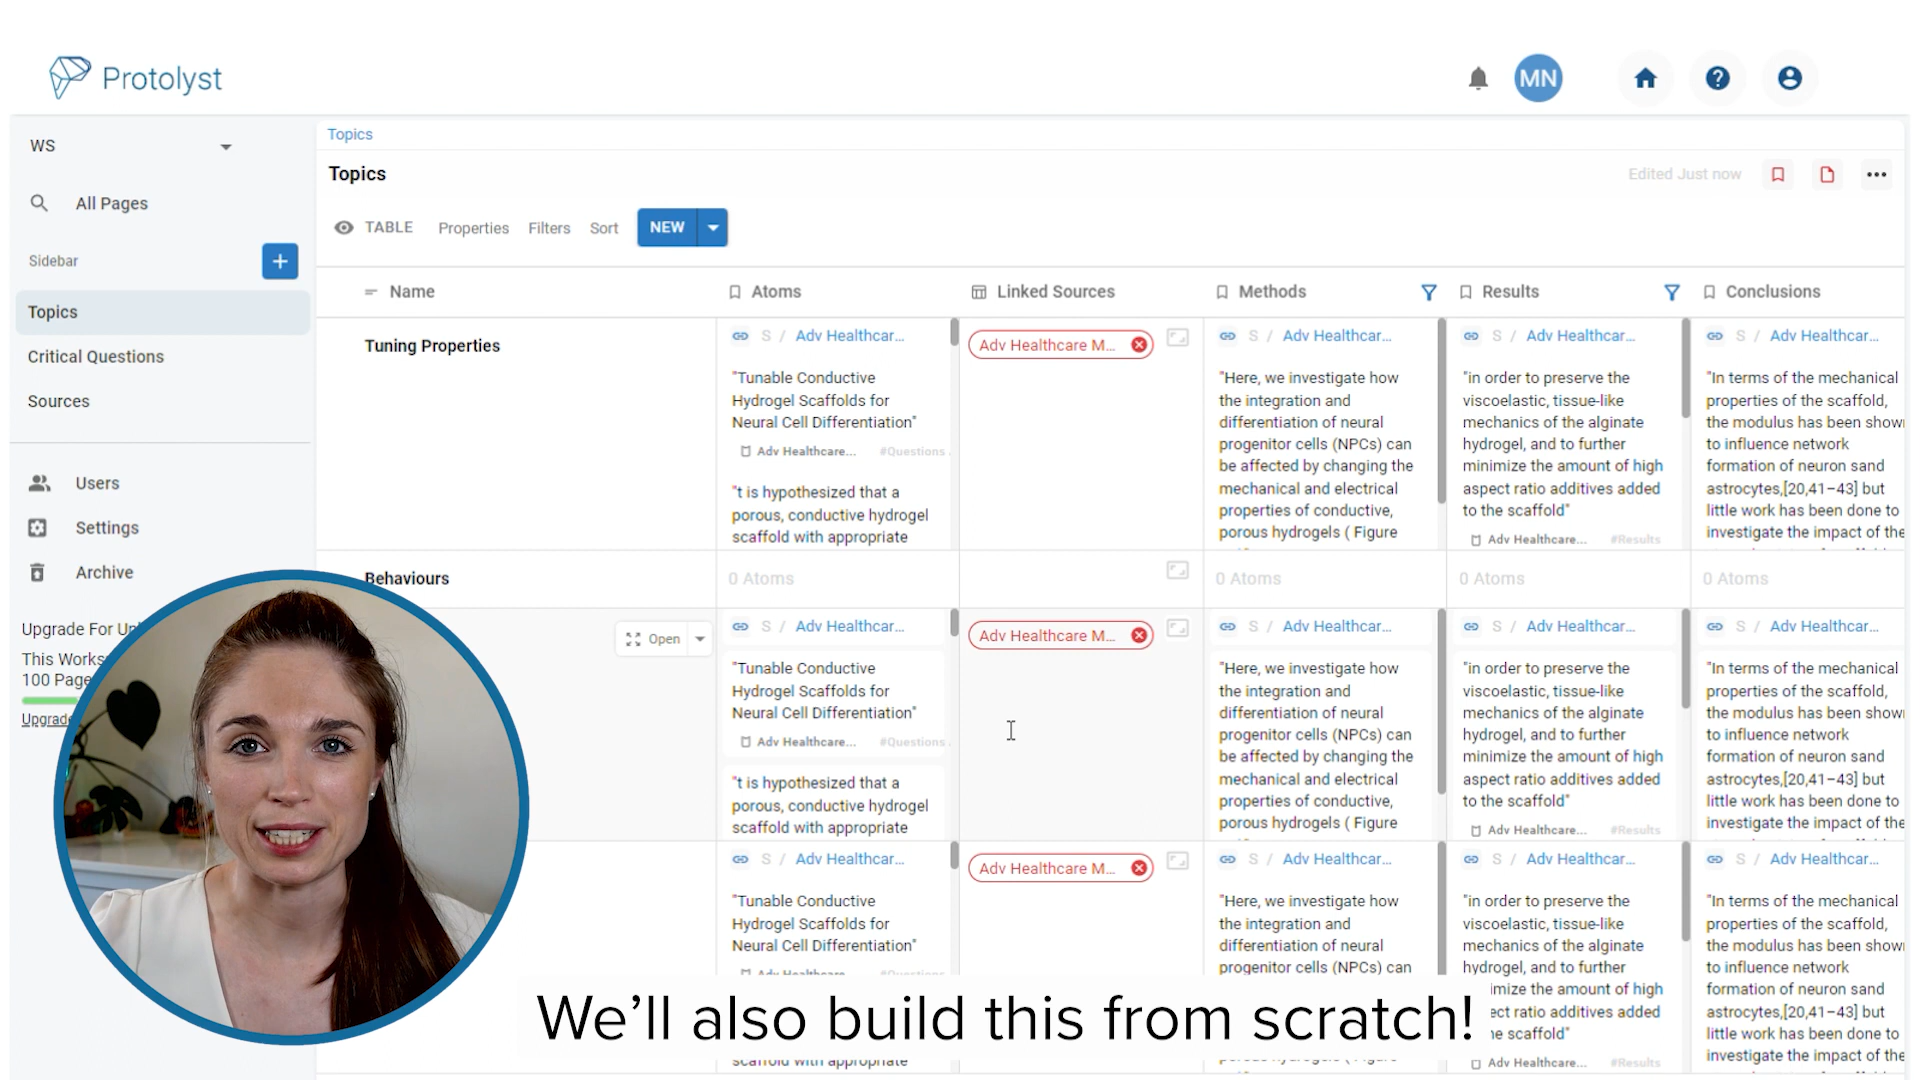 Protolyst
MN
WS
All Pages
Sidebar
Topics
Critical Questions
Sources
Users
Settings
Archive
Upgrade For
This
100
Upgrade
Topics
Topics
Edited Just now
TABLE
Properties
Filters
Sort
NEW
Name
Atoms
Linked Sources
Methods
Results
Conclusions
Tuning Properties
S / Adv Healthcar...
"Tunable Conductive
Hydrogel Scaffolds for
Neural Cell Differentiation"
Adv Healthcare... #Questions
"t is hypothesized that a
porous, conductive hydrogel
scaffold with appropriate
Adv Healthcare M...
S / Adv Healthcar...
"Here, we investigate how
the integration and
differentiation of neural
progenitor cells (NPCs) can
be affected by changing the
mechanical and electrical
properties of conductive,
porous hydrogels ( Figure
S / Adv Healthcar...
"in order to preserve the
viscoelastic, tissue-like
mechanics of the alginate
hydrogel, and to further
minimize the amount of high
aspect ratio additives added
to the scaffold"
Adv Healthcare... #Results
S / Adv Healthcar...
"In terms of the mechanical
properties of the scaffold,
the modulus has been shown
to influence network
formation of neuron sand
astrocytes,[20,41–43] but
little work has been done to
investigate the impact of the
Behaviours
0 Atoms
0 Atoms
0 Atoms
0 Atoms
Open
S / Adv Healthcar...
"Tunable Conductive
Hydrogel Scaffolds for
Neural Cell Differentiation"
Adv Healthcare... #Questions
"t is hypothesized that a
porous, conductive hydrogel
scaffold with appropriate
Adv Healthcare M...
S / Adv Healthcar...
"Here, we investigate how
the integration and
differentiation of neural
progenitor cells (NPCs) can
be affected by changing the
mechanical and electrical
properties of conductive,
porous hydrogels ( Figure
S / Adv Healthcar...
"in order to preserve the
viscoelastic, tissue-like
mechanics of the alginate
hydrogel, and to further
minimize the amount of high
aspect ratio additives added
to the scaffold"
Adv Healthcare... #Results
S / Adv Healthcar...
"In terms of the mechanical
properties of the scaffold,
the modulus has been shown
to influence network
formation of neuron sand
astrocytes,[20,41–43] but
little work has been done to
investigate the impact of the
S / Adv Healthcar...
"Tunable Conductive
Hydrogel Scaffolds for
Neural Cell Differentiation"
scaffold with appropriate
Adv Healthcare M...
S / Adv Healthcar...
"Here, we investigate how
the integration and
differentiation of neural
progenitor cells (NPCs) can
S / Adv Healthcar...
"in order to preserve the
viscoelastic, tissue-like
mechanics of the alginate
hydrogel, and to further
the amount of high
ratio additives added
scaffold"
Adv Healthcare... #Results
S / Adv Healthcar...
"In terms of the mechanical
properties of the scaffold,
the modulus has been shown
to influence network
formation of neuron sand
astrocytes,[20,41–43] but
little work has been done to
investigate the impact of the
We'll also build this from scratch!